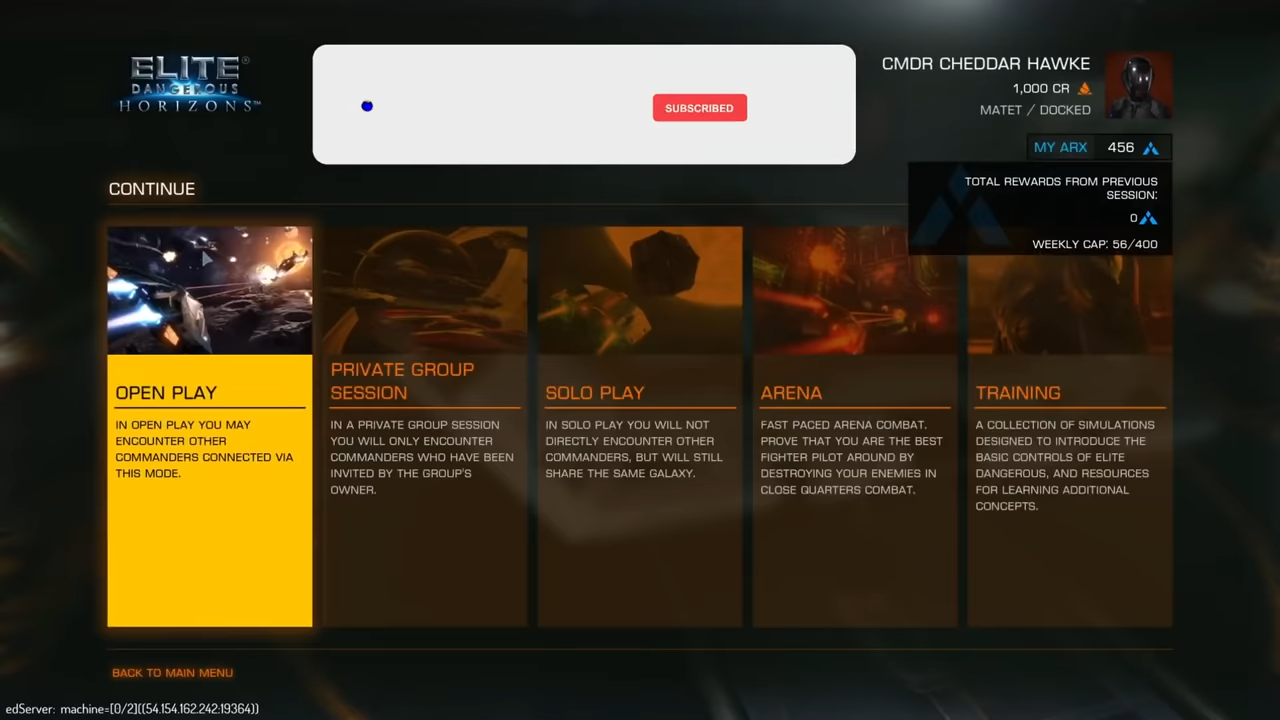 ELITE®
DANGEROUS
HORIZONS™
SUBSCRIBED
CMDR CHEDDAR HAWKE
1,000 CR
MATET / DOCKED
MY ARX 456
TOTAL REWARDS FROM PREVIOUS
SESSION:
0
WEEKLY CAP: 56/400
CONTINUE
OPEN PLAY
IN OPEN PLAY YOU MAY
ENCOUNTER OTHER
COMMANDERS CONNECTED VIA
THIS MODE.
PRIVATE GROUP
SESSION
IN A PRIVATE GROUP SESSION
YOU WILL ONLY ENCOUNTER
COMMANDERS WHO HAVE BEEN
INVITED BY THE GROUP'S
OWNER.
SOLO PLAY
IN SOLO PLAY YOU WILL NOT
DIRECTLY ENCOUNTER OTHER
COMMANDERS, BUT WILL STILL
SHARE THE SAME GALAXY.
ARENA
FAST PACED ARENA COMBAT.
PROVE THAT YOU ARE THE BEST
FIGHTER PILOT AROUND BY
DESTROYING YOUR ENEMIES IN
CLOSE QUARTERS COMBAT.
TRAINING
A COLLECTION OF SIMULATIONS
DESIGNED TO INTRODUCE THE
BASIC CONTROLS OF ELITE
DANGEROUS, AND RESOURCES
FOR LEARNING ADDITIONAL
CONCEPTS.
BACK TO MAIN MENU
edServer: machine=[0/2]((54.154.162.242:19364))